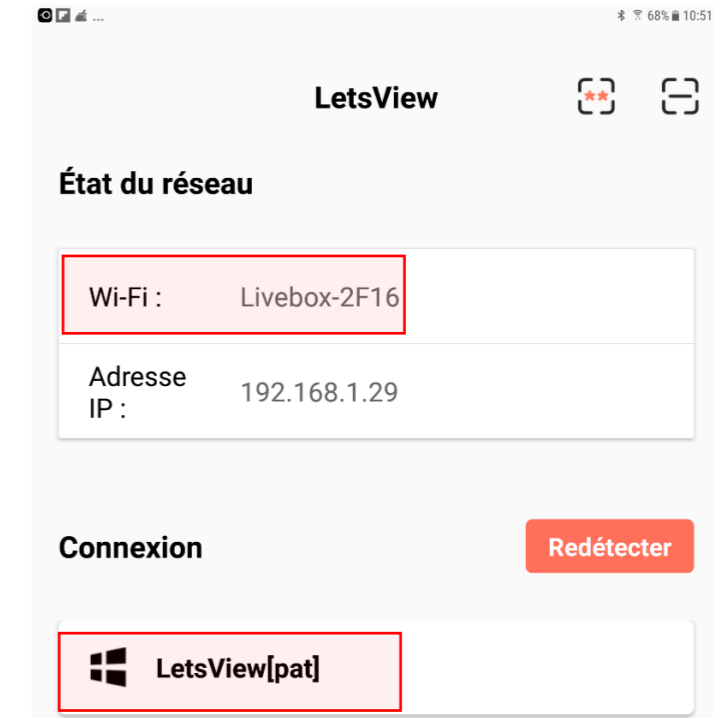 ... 68% 10:51
LetsView
**
État du réseau
Wi-Fi : Livebox-2F16
Adresse
IP : 192.168.1.29
Connexion Redétecter
LetsView[pat]